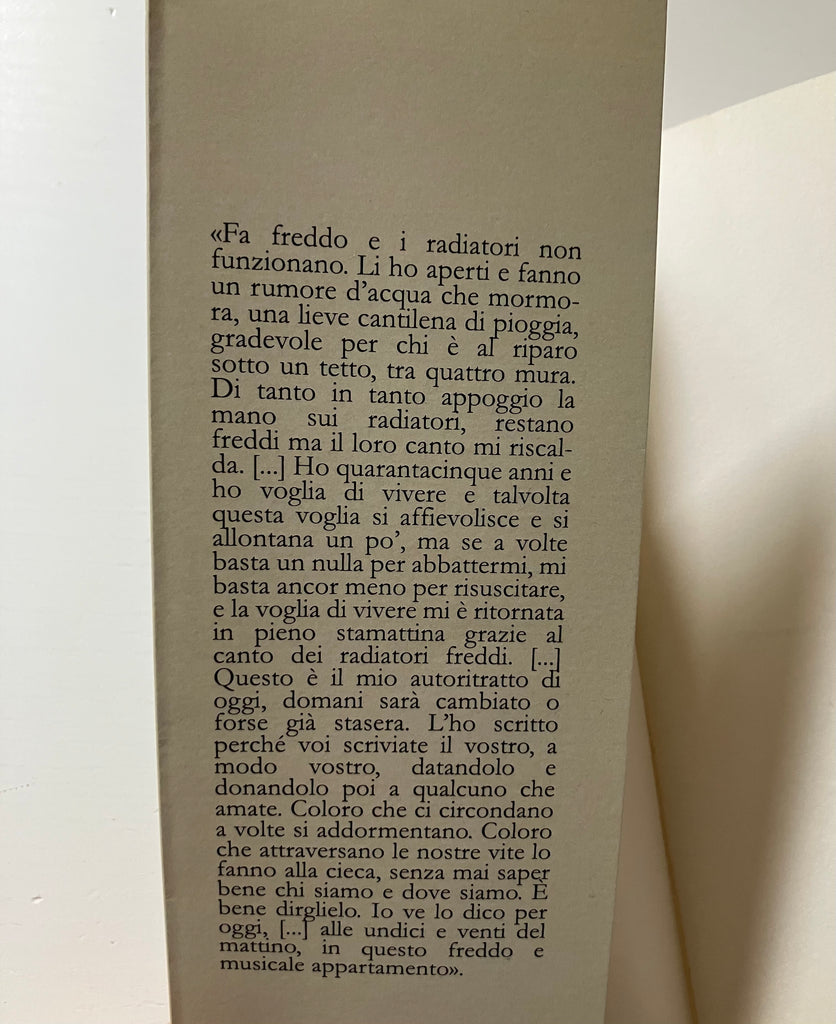 «Fa freddo e i radiatori non
funzionano. Li ho aperti e fanno
un rumore d’acqua che mormo-
ra, una lieve cantilena di pioggia,
gradevole per chi è al riparo
sotto un tetto, tra quattro mura.
Di tanto in tanto appoggio la
mano sui radiatori, restano
freddi ma il loro canto mi riscal-
da. [...] Ho quarantacinque anni e
ho voglia di vivere e talvolta
questa voglia si affievolisce e si
allontana un po’, ma se a volte
basta un nulla per abbattermi, mi
basta ancor meno per risuscitare,
e la voglia di vivere mi è ritornata
in pieno stamattina grazie al
canto dei radiatori freddi. [...]
Questo è il mio autoritratto di
oggi, domani sarà cambiato o
forse già stasera. L’ho scritto
perché voi scriviate il vostro, a
modo vostro, datandolo e
donandolo poi a qualcuno che
amate. Coloro che ci circondano
a volte si addormentano. Coloro
che attraversano le nostre vite lo
fanno alla cieca, senza mai saper
bene chi siamo e dove siamo. È
bene dirglielo. Io ve lo dico per
oggi, [...] alle undici e venti del
mattino, in questo freddo e
musicale appartamento».